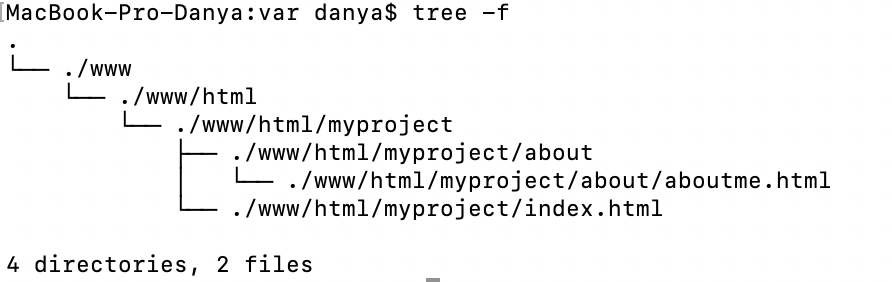 MacBook-Pro-Danya:var danya$ tree -f
.
└── ./www
    └── ./www/html
        └── ./www/html/myproject
            ├── ./www/html/myproject/about
            │   └── ./www/html/myproject/about/aboutme.html
            └── ./www/html/myproject/index.html

4 directories, 2 files